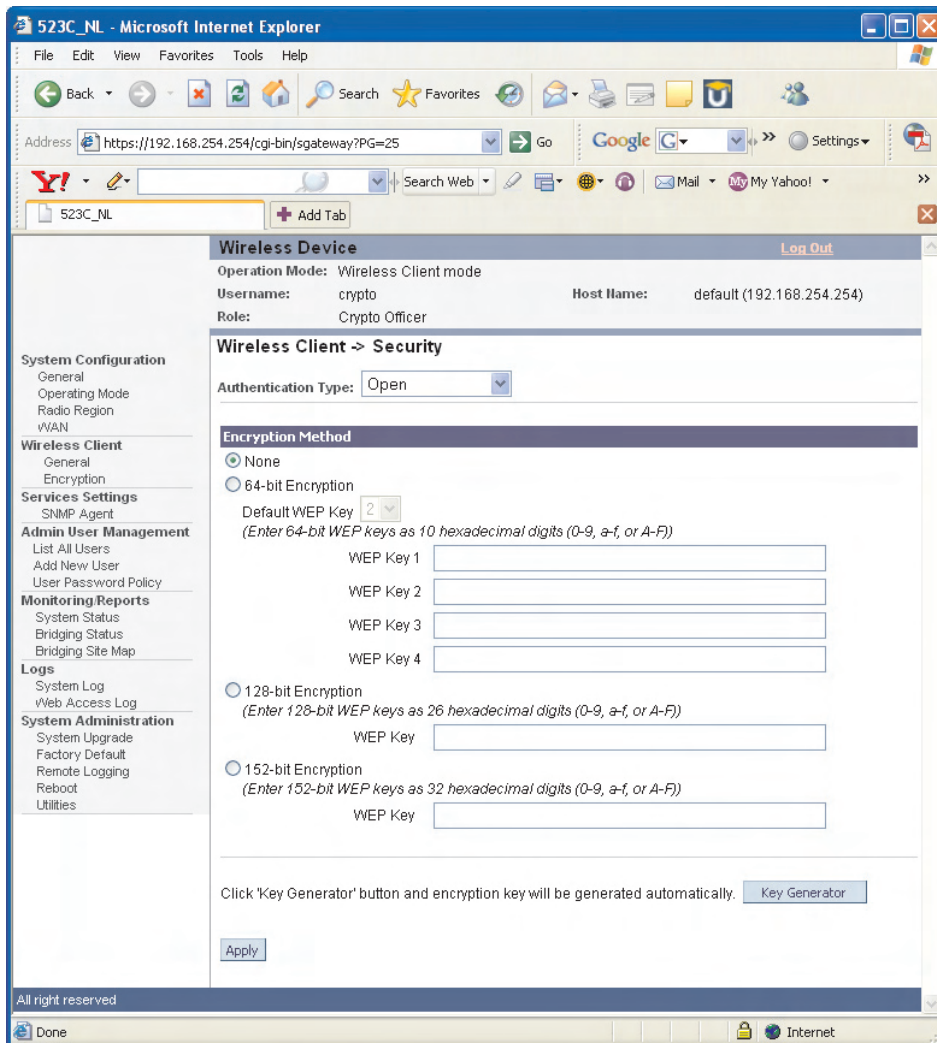 523C_NL - Microsoft Internet Explorer
File Edit View Favorites Tools Help
Back Search Favorites
Address https://192.168.254.254/cgi-bin/sgateway?PG=25 Go Google G Settings
Y! Search Web Mail My My Yahoo!
523C_NL Add Tab
Wireless Device Log Out
Operation Mode: Wireless Client mode
Username: crypto Host Name: default (192.168.254.254)
Role: Crypto Officer
System Configuration
General
Operating Mode
Radio Region
WAN
Wireless Client
General
Encryption
Services Settings
SNMP Agent
Admin User Management
List All Users
Add New User
User Password Policy
Monitoring/Reports
System Status
Bridging Status
Bridging Site Map
Logs
System Log
Web Access Log
System Administration
System Upgrade
Factory Default
Remote Logging
Reboot
Utilities
Wireless Client -> Security
Authentication Type: Open
Encryption Method
None
64-bit Encryption
Default WEP Key 2
(Enter 64-bit WEP keys as 10 hexadecimal digits (0-9, a-f, or A-F))
WEP Key 1
WEP Key 2
WEP Key 3
WEP Key 4
128-bit Encryption
(Enter 128-bit WEP keys as 26 hexadecimal digits (0-9, a-f, or A-F))
WEP Key
152-bit Encryption
(Enter 152-bit WEP keys as 32 hexadecimal digits (0-9, a-f, or A-F))
WEP Key
Click 'Key Generator' button and encryption key will be generated automatically. Key Generator
Apply
All right reserved
Done Internet